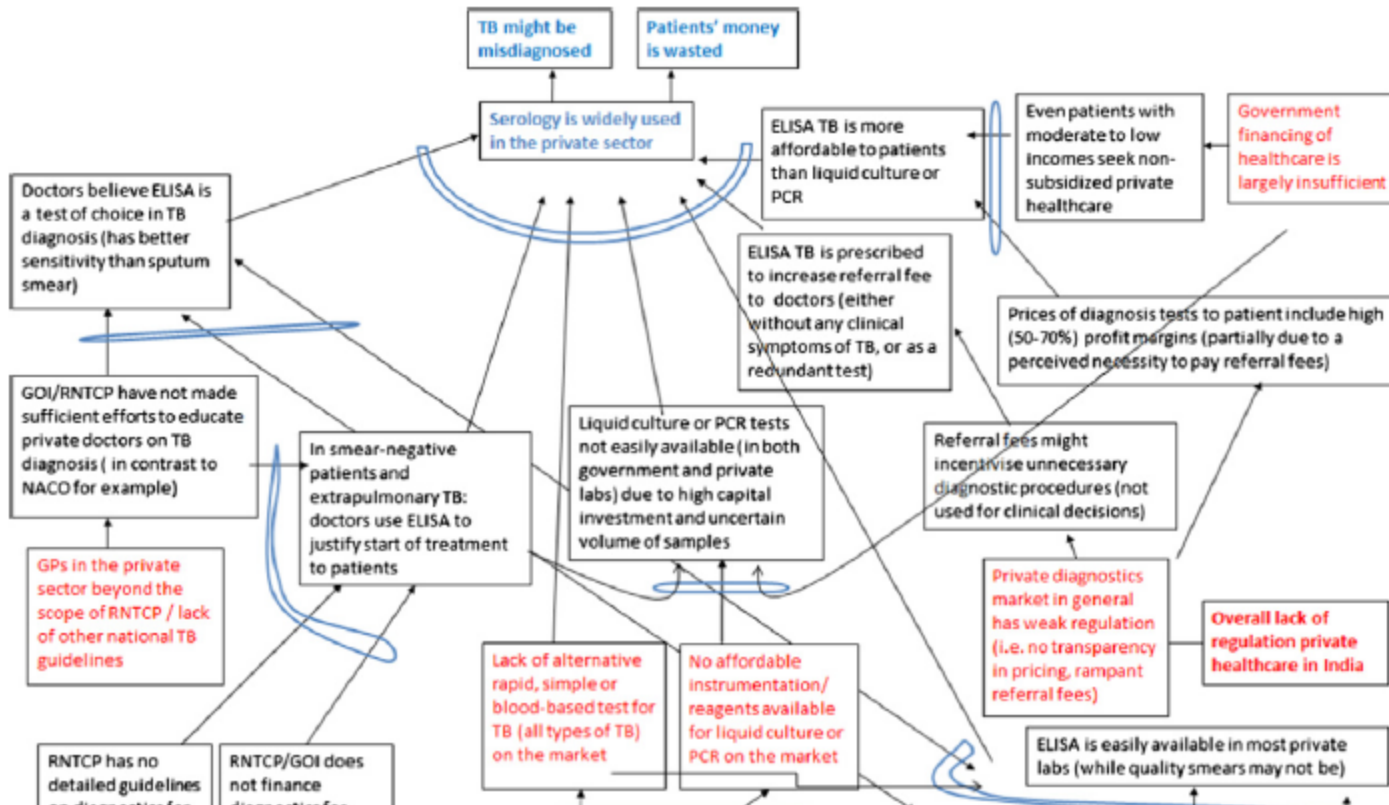 TB might be
misdiagnosed
Patients' money
is wasted
Serology is widely used
in the private sector
ELISA TB is more
affordable to patients
than liquid culture or
PCR
Even patients with
moderate to low
incomes seek non-
subsidized private
healthcare
Government
financing of
healthcare is
largely insufficient
Doctors believe ELISA is
a test of choice in TB
diagnosis (has better
sensitivity than sputum
smear)
ELISA TB is prescribed
to increase referral fee
to doctors (either
without any clinical
symptoms of TB, or as a
redundant test)
Prices of diagnosis tests to patient include high
(50-70%) profit margins (partially due to a
perceived necessity to pay referral fees)
GOI/RNTCP have not made
sufficient efforts to educate
private doctors on TB
diagnosis ( in contrast to
NACO for example)
In smear-negative
patients and
extrapulmonary TB:
doctors use ELISA to
justify start of treatment
to patients
Liquid culture or PCR tests
not easily available (in both
government and private
labs) due to high capital
investment and uncertain
volume of samples
Referral fees might
incentivise unnecessary
diagnostic procedures (not
used for clinical decisions)
GPs in the private
sector beyond the
scope of RNTCP / lack
of other national TB
guidelines
Private diagnostics
market in general
has weak regulation
(i.e. no transparency
in pricing, rampant
referral fees)
Overall lack of
regulation private
healthcare in India
Lack of alternative
rapid, simple or
blood-based test for
TB (all types of TB)
on the market
No affordable
instrumentation/
reagents available
for liquid culture or
PCR on the market
ELISA is easily available in most private
labs (while quality smears may not be)
RNTCP has no
detailed guidelines
RNTCP/GOI does
not finance